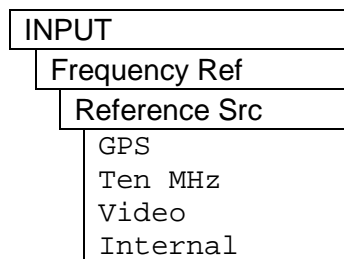 INPUT
Frequency Ref
Reference Src
GPS
Ten MHz
Video
Internal